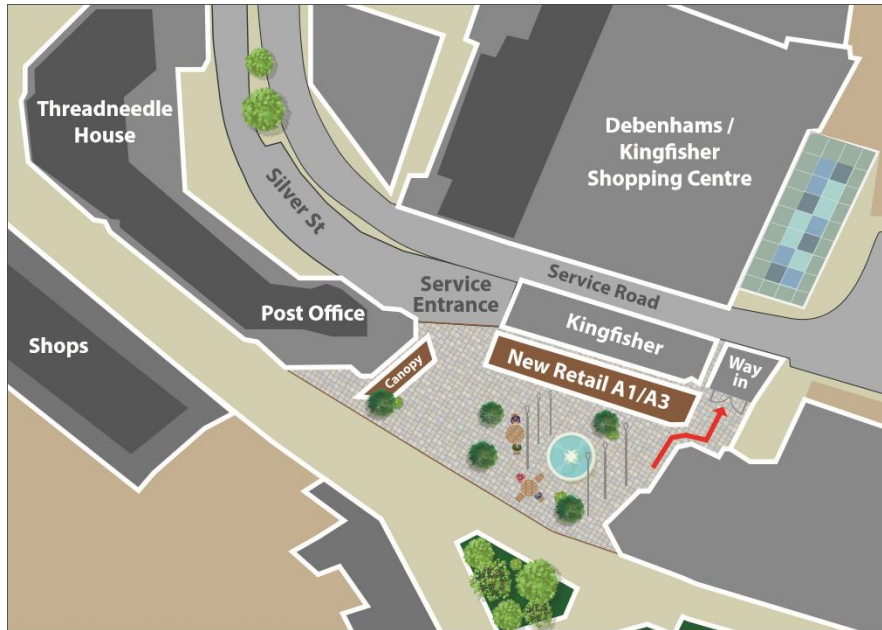 Threadneedle
House
Debenhams /
Kingfisher
Shopping Centre
Silver St
Service
Entrance
Service Road
Post Office
Kingfisher
Shops
Canopy
New Retail A1/A3
Way
in